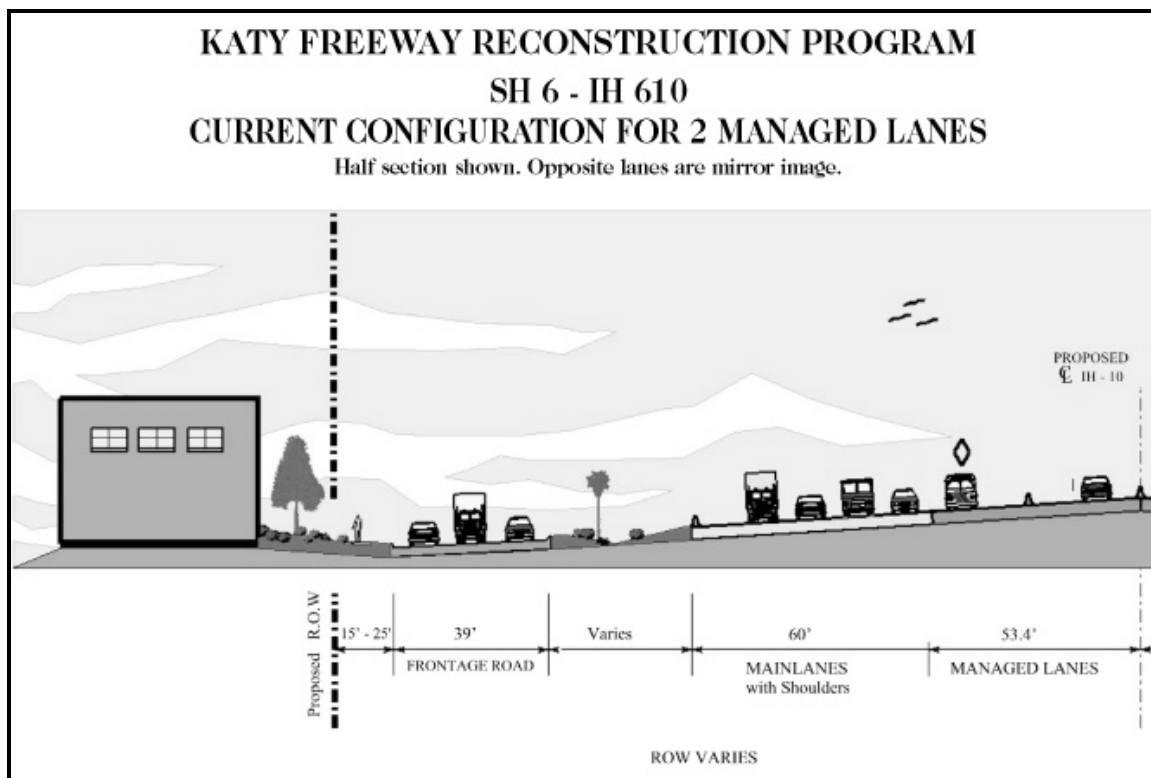 KATY FREEWAY RECONSTRUCTION PROGRAM
SH 6 - IH 610
CURRENT CONFIGURATION FOR 2 MANAGED LANES
Half section shown. Opposite lanes are mirror image.
PROPOSED
℄ IH - 10
Proposed R.O.W
15' - 25'
39'
Varies
60'
53.4'
FRONTAGE ROAD
MAINLANES
with Shoulders
MANAGED LANES
ROW VARIES